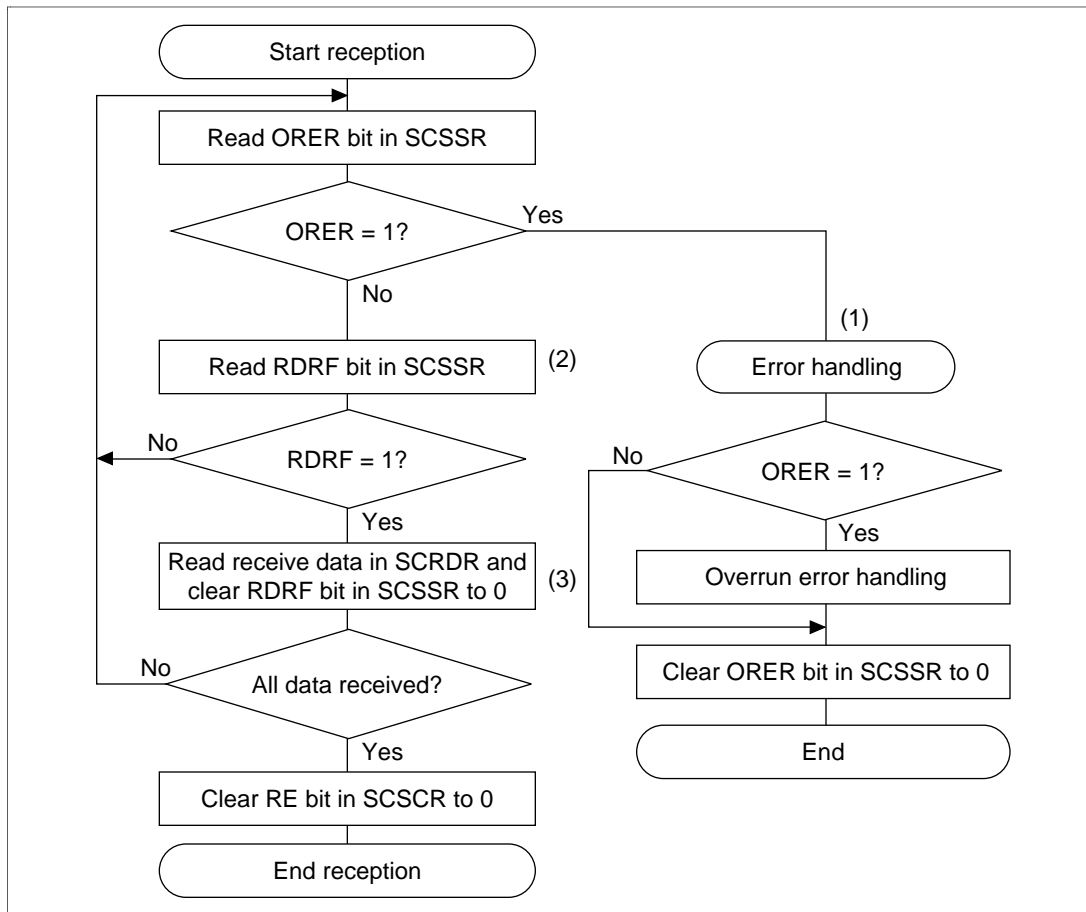 Start reception
Read ORER bit in SCSSR
ORER = 1?
Yes
No
Read RDRF bit in SCSSR
(2)
RDRF = 1?
No
Yes
Read receive data in SCRDR and
clear RDRF bit in SCSSR to 0
(3)
All data received?
No
Yes
Clear RE bit in SCSCR to 0
End reception
(1)
Error handling
ORER = 1?
No
Yes
Overrun error handling
Clear ORER bit in SCSSR to 0
End